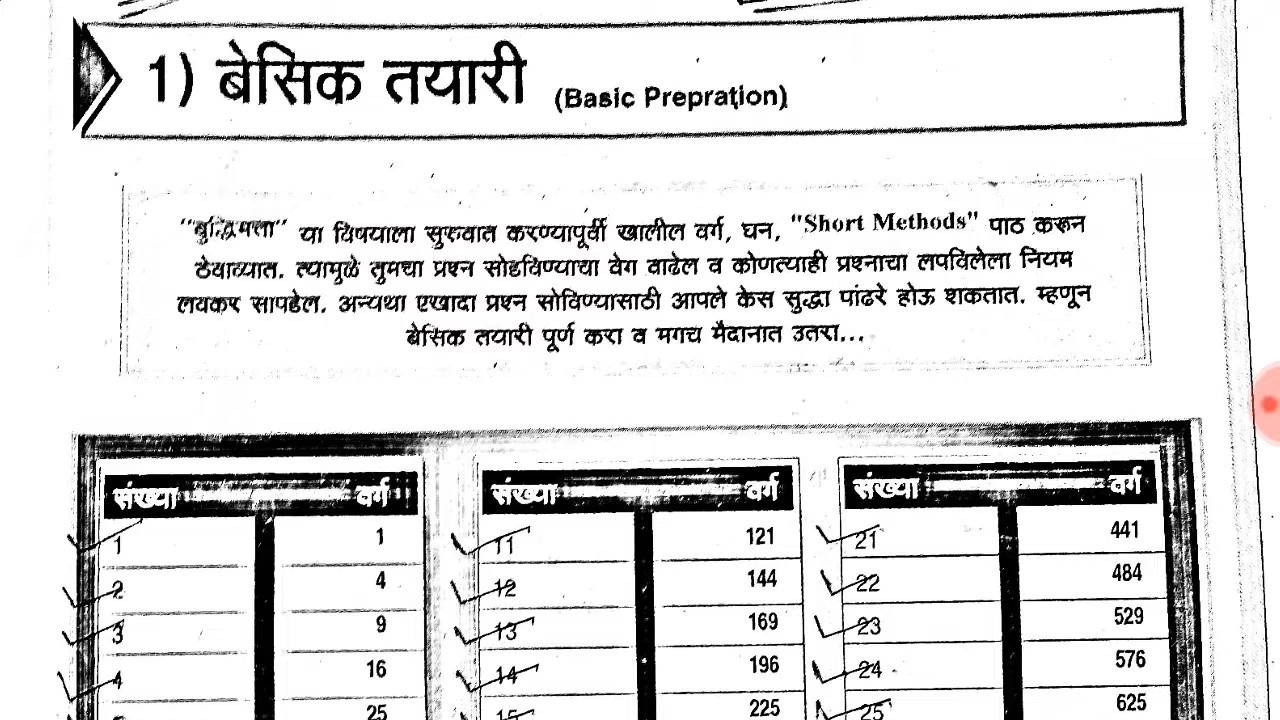 1) बेसिक तयारी (Basic Prepration)
"बुद्धिमत्ता" या विषयाला सुरुवात करण्यापूर्वी खालील वर्ग, घन, "Short Methods" पाठ करून
ठेवाव्यात. त्यामुळे तुमचा प्रश्न सोडविण्याचा वेग वाढेल व कोणत्याही प्रश्नाचा लपविलेला नियम
लवकर सापडेल. अन्यथा एखादा प्रश्न सोविण्यासाठी आपले केस सुद्धा पांढरे होऊ शकतात. म्हणून
बेसिक तयारी पूर्ण करा व मगच मैदानात उतरा...
संख्या वर्ग संख्या वर्ग संख्या वर्ग
1 1 11 121 21 441
2 4 12 144 22 484
3 9 13 169 23 529
4 16 14 196 24 576
25 15 225 25 625